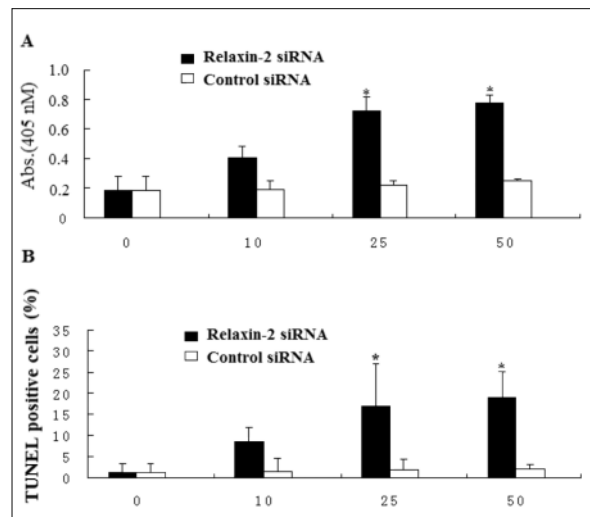 A
Relaxin-2 siRNA
Control siRNA
Abs.(405 nM)
1.0
0.8
0.6
0.4
0.2
0
*
*
0 10 25 50
B
Relaxin-2 siRNA
Control siRNA
TUNEL positive cells (%)
35
30
25
20
15
10
5
0
*
*
0 10 25 50